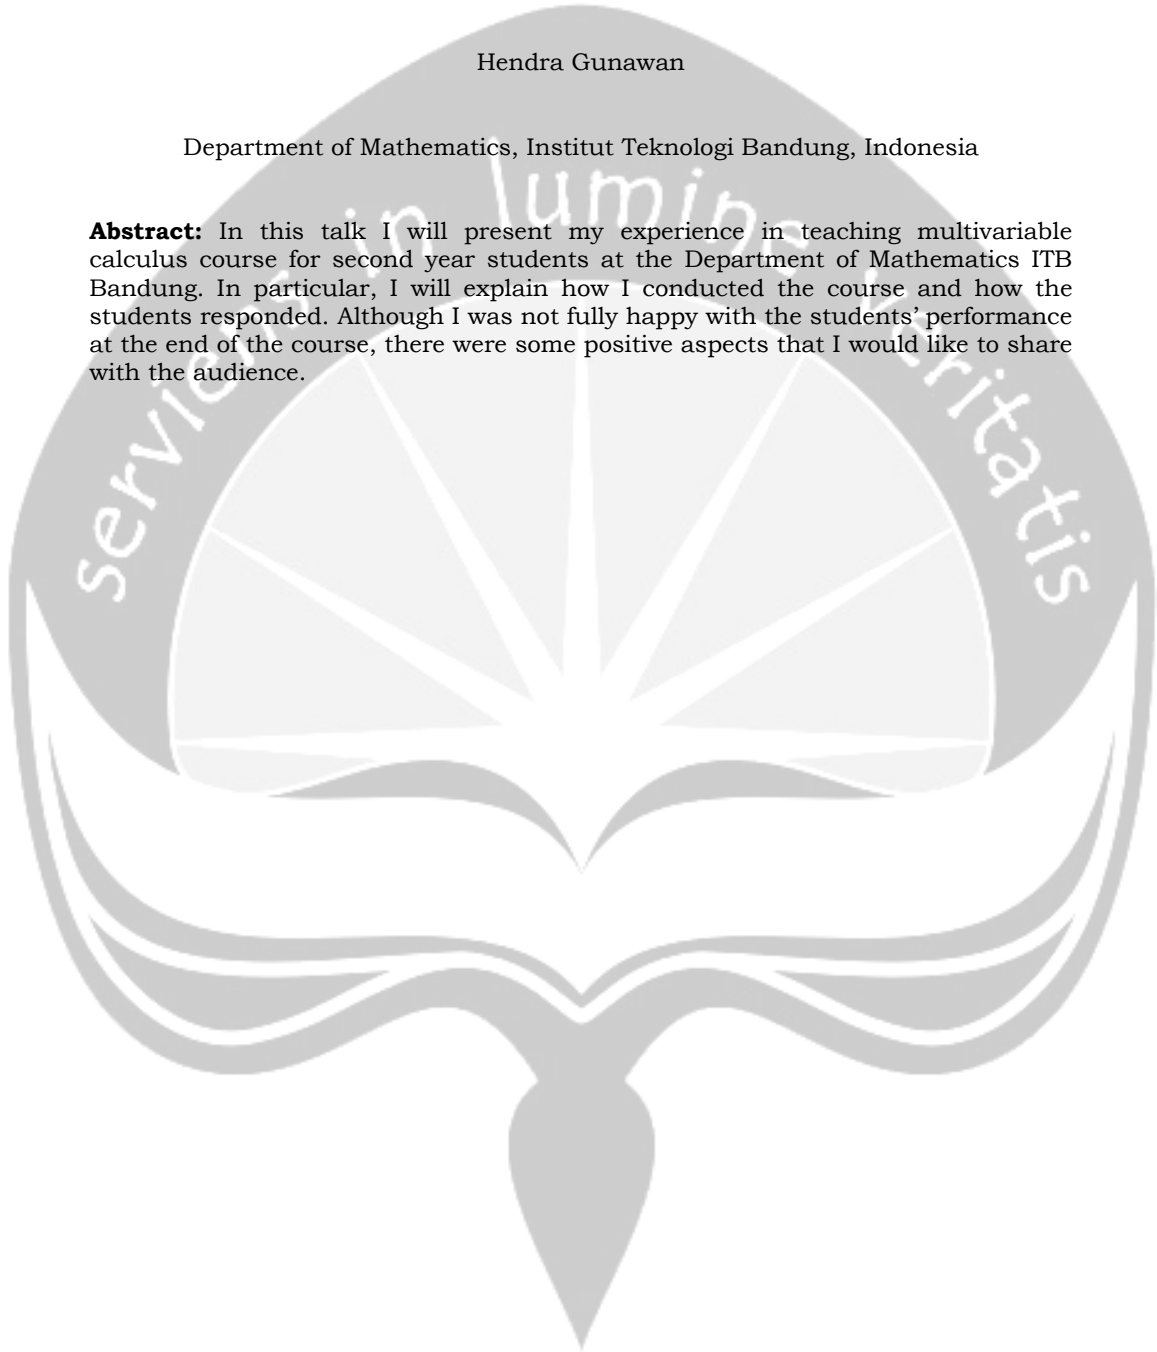 Hendra Gunawan
Department of Mathematics, Institut Teknologi Bandung, Indonesia
Abstract: In this talk I will present my experience in teaching multivariable
calculus course for second year students at the Department of Mathematics ITB
Bandung. In particular, I will explain how I conducted the course and how the
students responded. Although I was not fully happy with the students’ performance
at the end of the course, there were some positive aspects that I would like to share
with the audience.
serviens in lumine veritatis